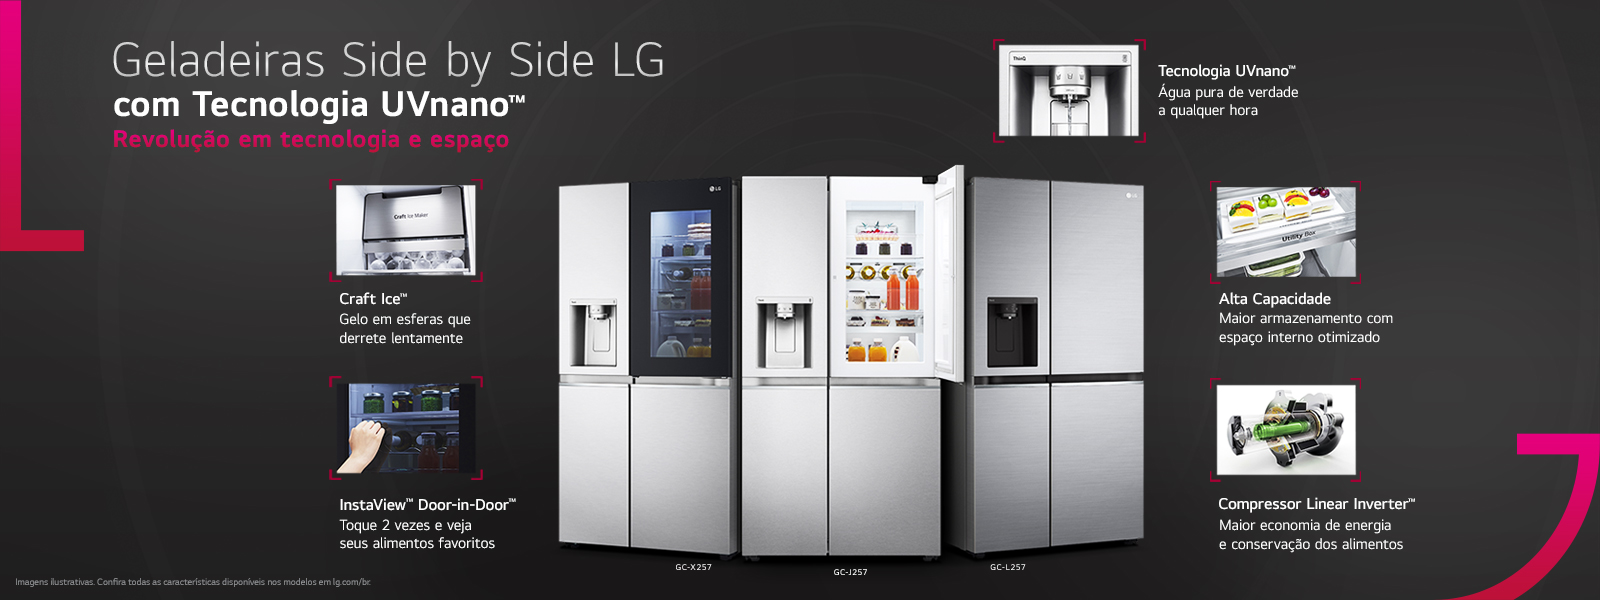 Geladeiras Side by Side LG
com Tecnologia UVnano™
Revolução em tecnologia e espaço
ThinQ
Tecnologia UVnano™
Água pura de verdade
a qualquer hora
Craft Ice Maker
Craft Ice™
Gelo em esferas que
derrete lentamente
InstaView™ Door-in-Door™
Toque 2 vezes e veja
seus alimentos favoritos
LG
LG
Utility Box
Alta Capacidade
Maior armazenamento com
espaço interno otimizado
Compressor Linear Inverter™
Maior economia de energia
e conservação dos alimentos
GC-X257
GC-J257
GC-L257
Imagens ilustrativas. Confira todas as características disponíveis nos modelos em lg.com/br.